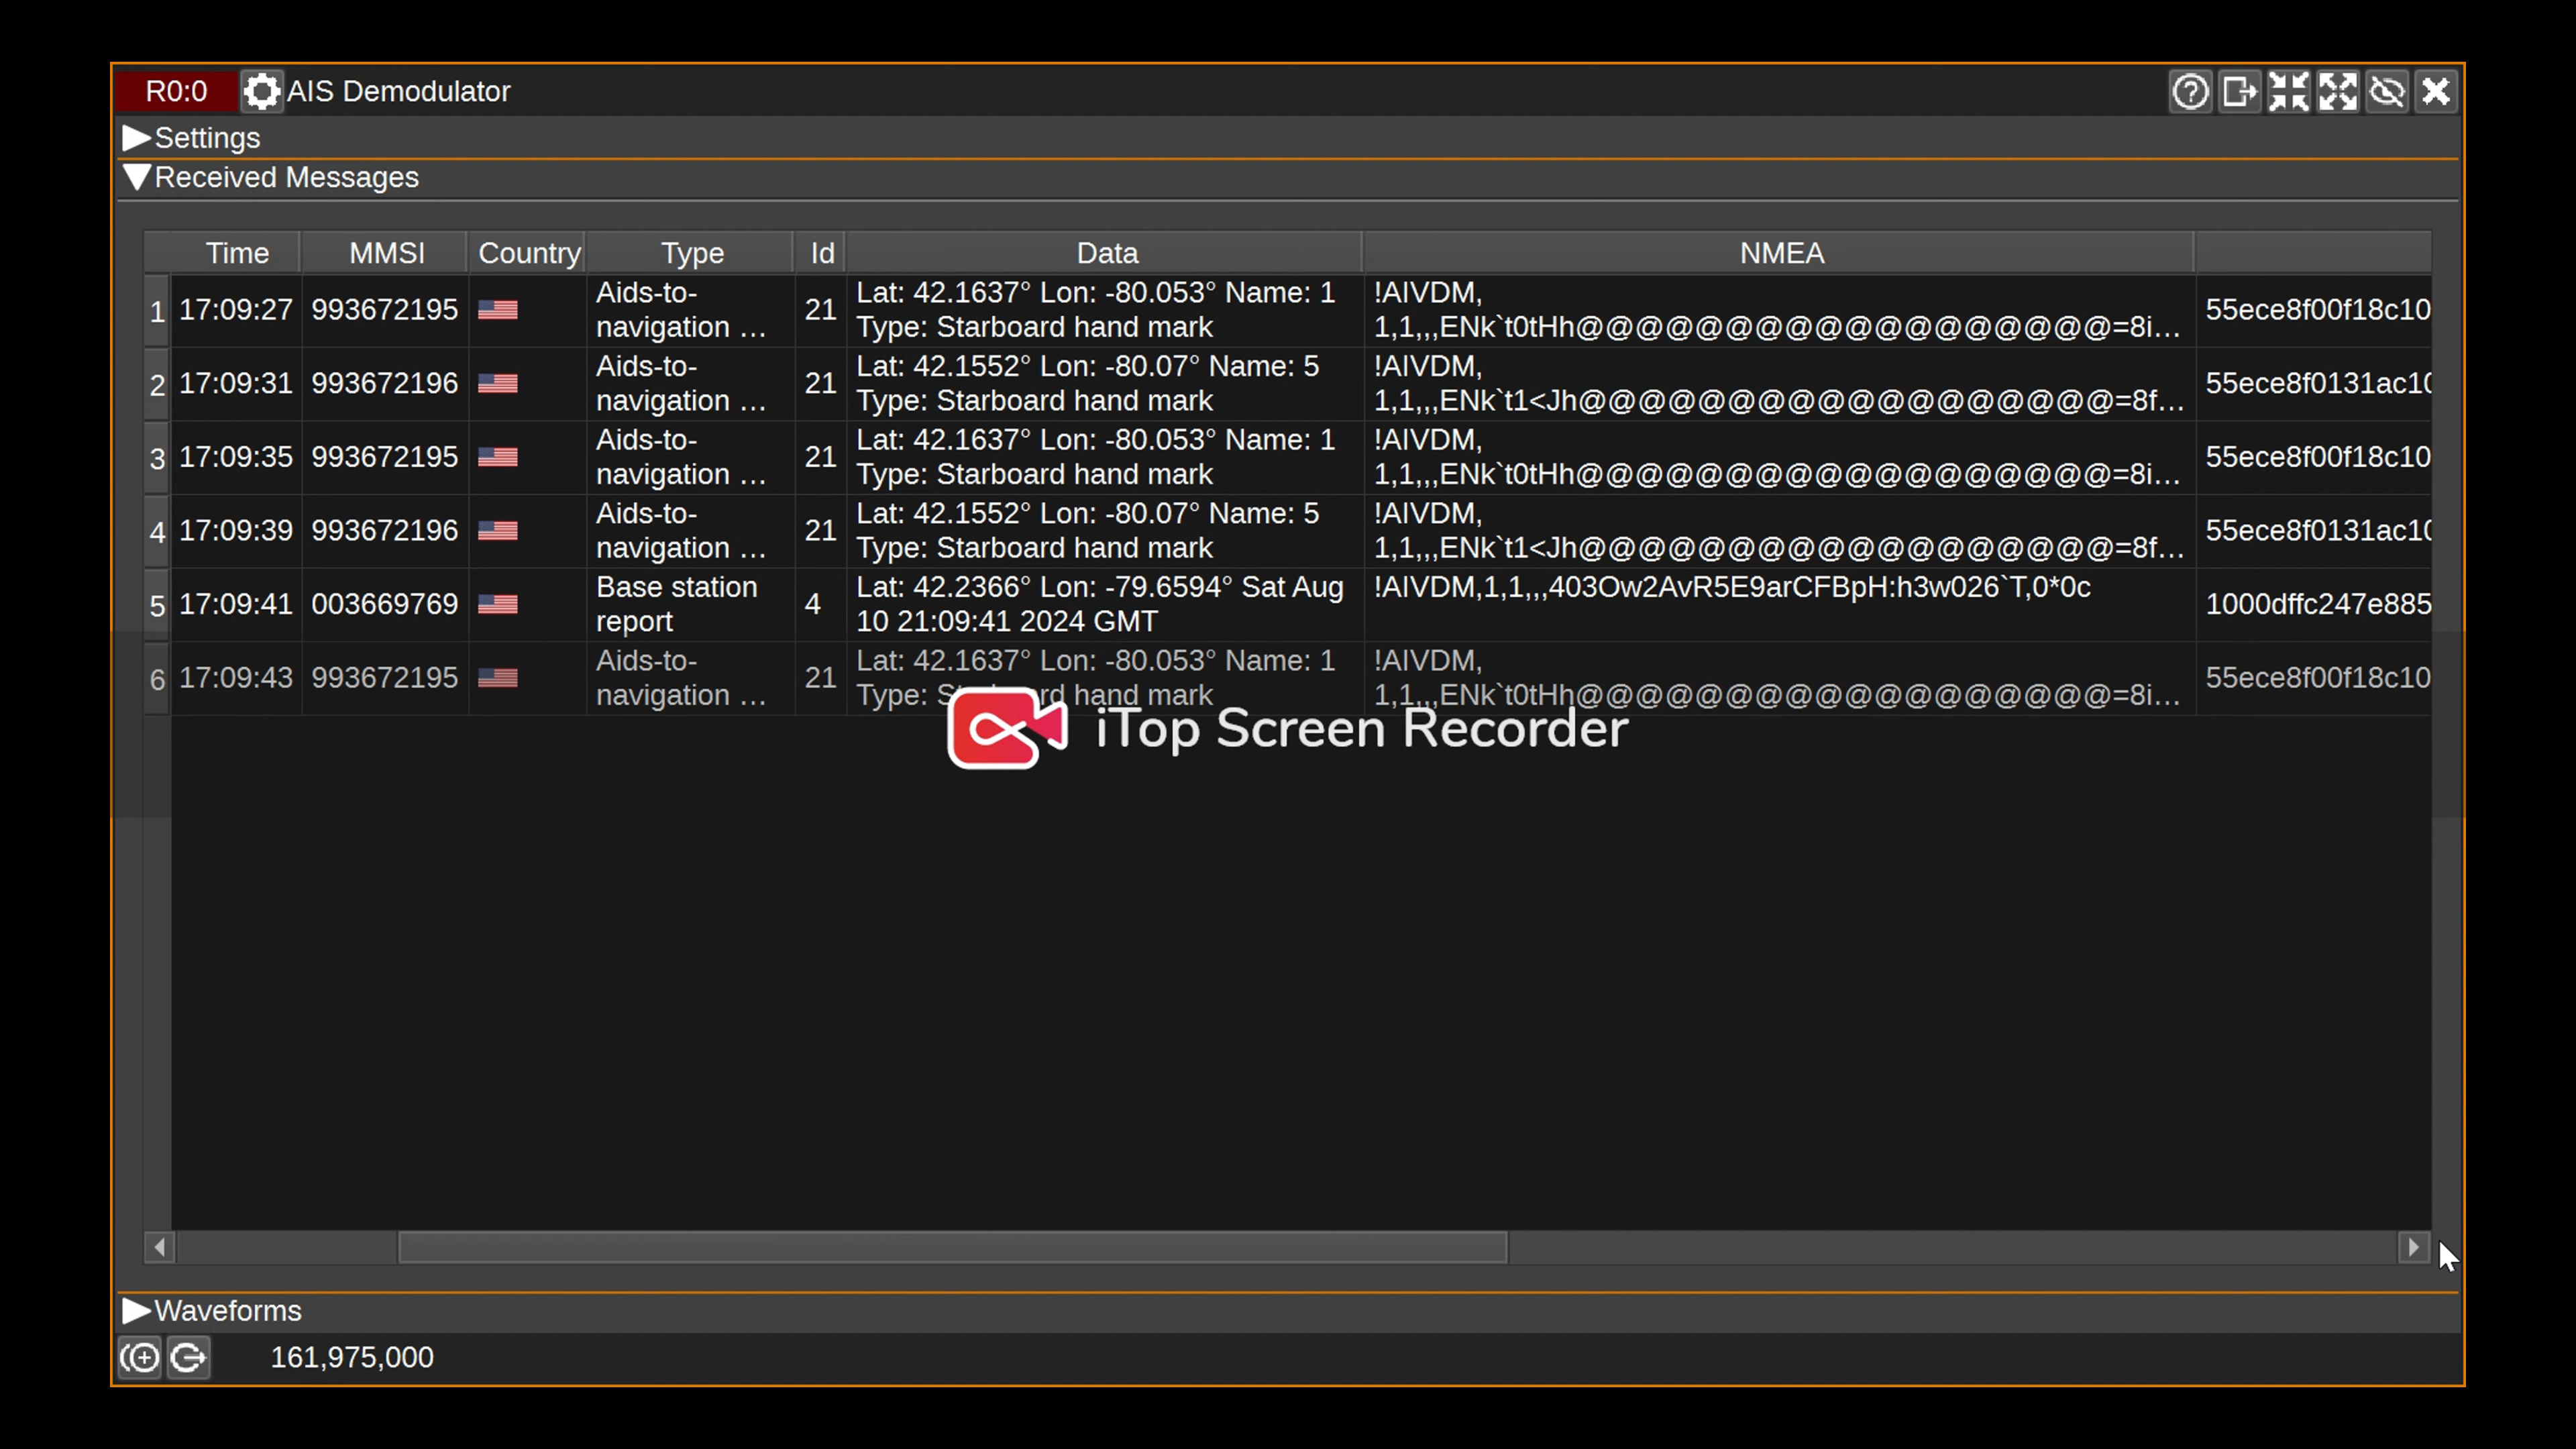 R0:0 AIS Demodulator
Settings
Received Messages
Time MMSI Country Type Id Data NMEA
1 17:09:27 993672195 Aids-to-navigation … 21 Lat: 42.1637° Lon: -80.053° Name: 1 Type: Starboard hand mark !AIVDM,1,1,,,ENk`t0tHh@@@@@@@@@@@@@@@@@@=8i… 55ece8f00f18c10
2 17:09:31 993672196 Aids-to-navigation … 21 Lat: 42.1552° Lon: -80.07° Name: 5 Type: Starboard hand mark !AIVDM,1,1,,,ENk`t1<Jh@@@@@@@@@@@@@@@@@@=8f… 55ece8f0131ac10
3 17:09:35 993672195 Aids-to-navigation … 21 Lat: 42.1637° Lon: -80.053° Name: 1 Type: Starboard hand mark !AIVDM,1,1,,,ENk`t0tHh@@@@@@@@@@@@@@@@@@=8i… 55ece8f00f18c10
4 17:09:39 993672196 Aids-to-navigation … 21 Lat: 42.1552° Lon: -80.07° Name: 5 Type: Starboard hand mark !AIVDM,1,1,,,ENk`t1<Jh@@@@@@@@@@@@@@@@@@=8f… 55ece8f0131ac10
5 17:09:41 003669769 Base station report 4 Lat: 42.2366° Lon: -79.6594° Sat Aug 10 21:09:41 2024 GMT !AIVDM,1,1,,,403Ow2AvR5E9arCFBpH:h3w026`T,0*0c 1000dffc247e885
6 17:09:43 993672195 Aids-to-navigation … 21 Lat: 42.1637° Lon: -80.053° Name: 1 Type: Starboard hand mark !AIVDM,1,1,,,ENk`t0tHh@@@@@@@@@@@@@@@@@@=8i… 55ece8f00f18c10
iTop Screen Recorder
Waveforms
161,975,000